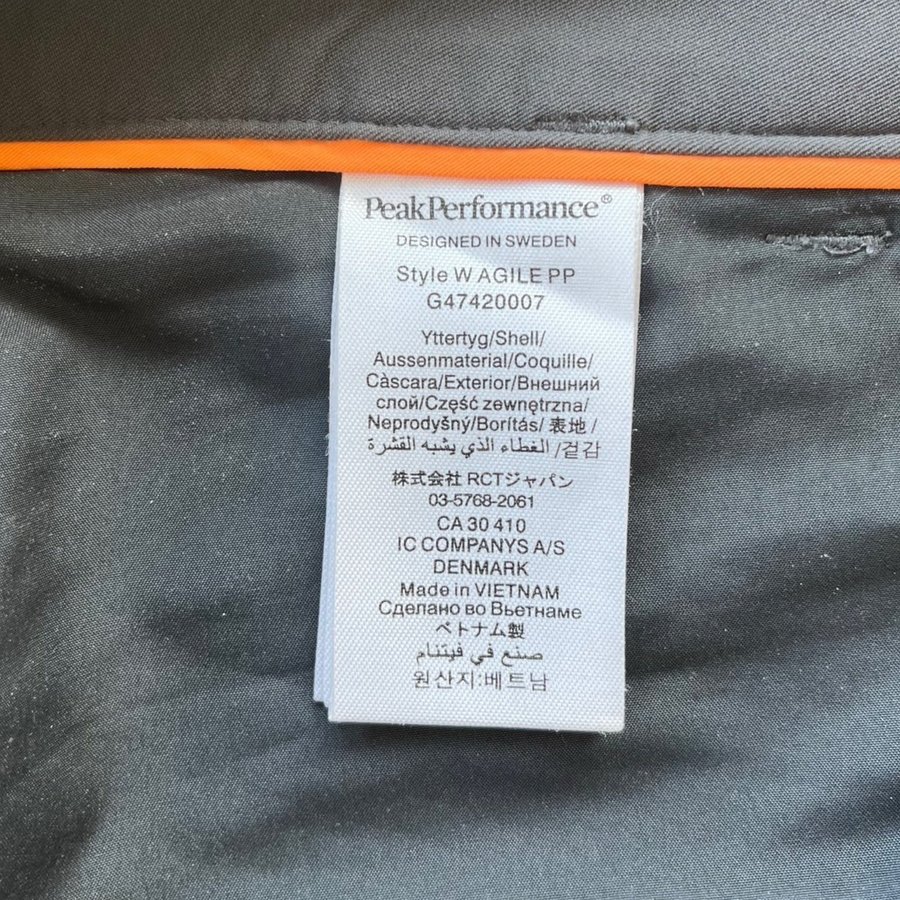 PeakPerformance®
DESIGNED IN SWEDEN
Style W AGILE PP
G47420007
Yttertyg/Shell/
Aussenmaterial/Coquille/
Càscara/Exterior/Внешний
слой/Część zewnętrzna/
Neprodyšný/Borítás/ 表地 /
겉감/ الغطاء الذي يشبه القشرة
株式会社 RCTジャパン
03-5768-2061
CA 30 410
IC COMPANYS A/S
DENMARK
Made in VIETNAM
Сделано во Вьетнаме
ベトナム製
صنع في فيتنام
원산지:베트남